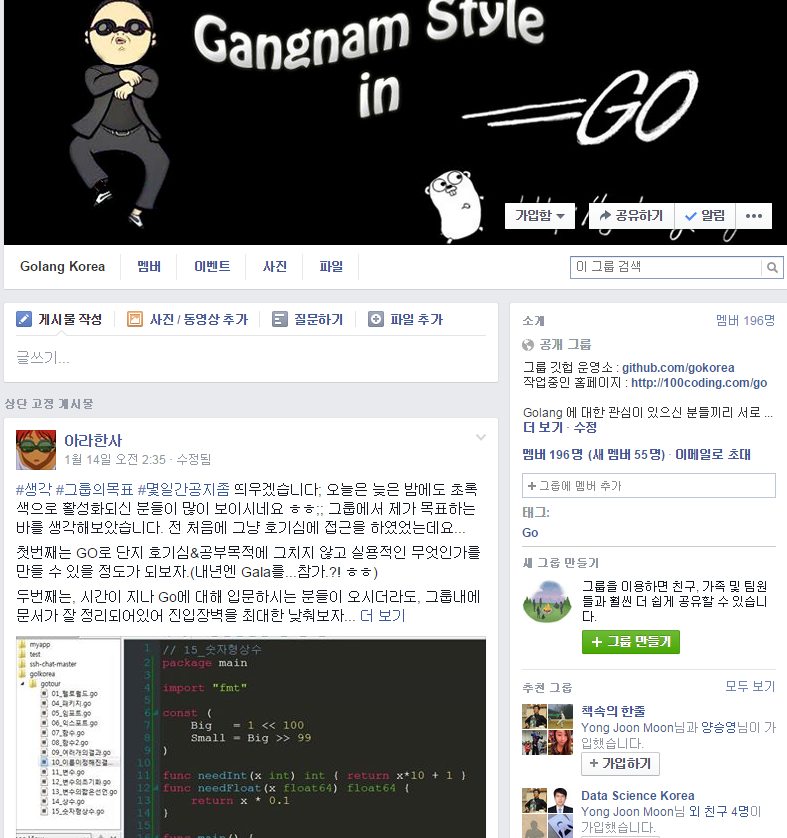 Gangnam Style
in
GO
가입함
공유하기
알림
Golang Korea
멤버
이벤트
사진
파일
이 그룹 검색
게시물 작성
사진 / 동영상 추가
질문하기
파일 추가
글쓰기...
상단 고정 게시물
아라한사
1월 14일 오전 2:35 · 수정됨
#생각 #그룹의목표 #몇일간공지좀 띄우겠습니다; 오늘은 늦은 밤에도 초록
색으로 활성화되신 분들이 많이 보이시네요 ㅎㅎ;; 그룹에서 제가 목표하는
바를 생각해보았습니다. 전 처음에 그냥 호기심에 접근을 하였었는데요...
첫번째는 GO로 단지 호기심&공부목적에 그치지 않고 실용적인 무엇인가를
만들 수 있을 정도가 되보자.(내년엔 Gala를...참가.?! ㅎㅎ)
두번째는, 시간이 지나 Go에 대해 입문하시는 분들이 오시더라도, 그룹내에
문서가 잘 정리되어있어 진입장벽을 최대한 낮춰보자... 더 보기
myapp
test
ssh-chat-master
golkorea
gotour
01_헬로월드.go
04_패키지.go
05_임포트.go
06_익스포트.go
07_함수.go
08_함수2.go
09_여러개의결과.go
10_이름이정해진결...
11_변수.go
12_변수의초기화.go
13_변수의짧은선언.go
14_상수.go
15_숫자형상수.go
1 // 15_숫자형상수
2 package main
3
4 import "fmt"
5
6 const (
7 Big = 1 << 100
8 Small = Big >> 99
9 )
10
11 func needInt(x int) int { return x*10 + 1 }
12 func needFloat(x float64) float64 {
13 return x * 0.1
14 }
15
16 func main() {
소개
멤버 196명
공개 그룹
그룹 깃헙 운영소 : github.com/gokorea
작업중인 홈페이지 : http://100coding.com/go
Golang 에 대한 관심이 있으신 분들끼리 서로 ...
더 보기 · 수정
멤버 196명 (새 멤버 55명) · 이메일로 초대
+ 그룹에 멤버 추가
태그:
Go
새 그룹 만들기
그룹을 이용하면 친구, 가족 및 팀원
들과 훨씬 더 쉽게 공유할 수 있습니
다.
+ 그룹 만들기
추천 그룹
모두 보기
책속의 한줄
Yong Joon Moon님과 양승영님이 가
입했습니다.
+ 가입하기
Data Science Korea
Yong Joon Moon님 외 친구 4명이
가입했습니다.